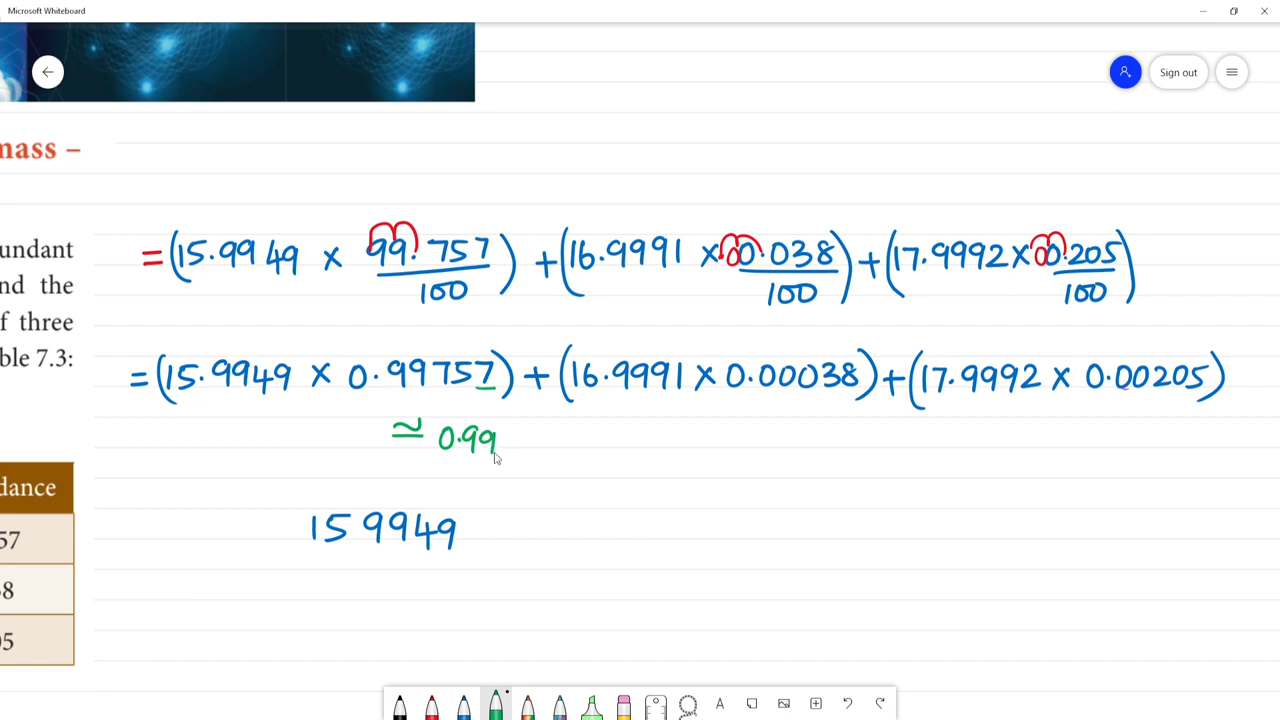 Microsoft Whiteboard
Sign out
mass –
undant
nd the
f three
ble 7.3:
= (15.9949 × 99.757/100) + (16.9991 × 000.038/100) + (17.9992 × 000.205/100)
= (15.9949 × 0.99757) + (16.9991 × 0.00038) + (17.9992 × 0.00205)
≃ 0.99
dance
57
8
05
159949
A